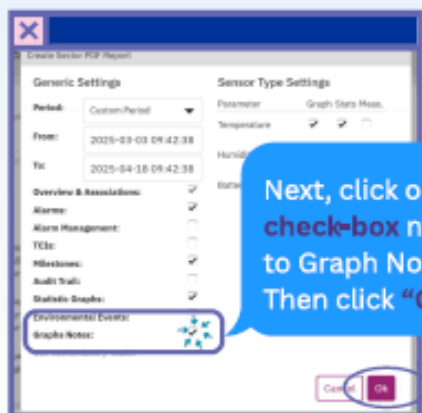 Create Sector PDF Report
Generic Settings
Sensor Type Settings
Period:
Custom Period
Parameter
Graph Stats Meas.
Temperature
From:
2025-03-03 09:42:38
To:
2025-04-18 09:42:38
Overview & Associations:
Alarms:
Alarm Management:
TCIs:
Milestones:
Audit Trail:
Statistic Graphs:
Environmental Events:
Graphs Notes:
Next, click o
check-box n
to Graph No
Then click "
Cancel
Ok